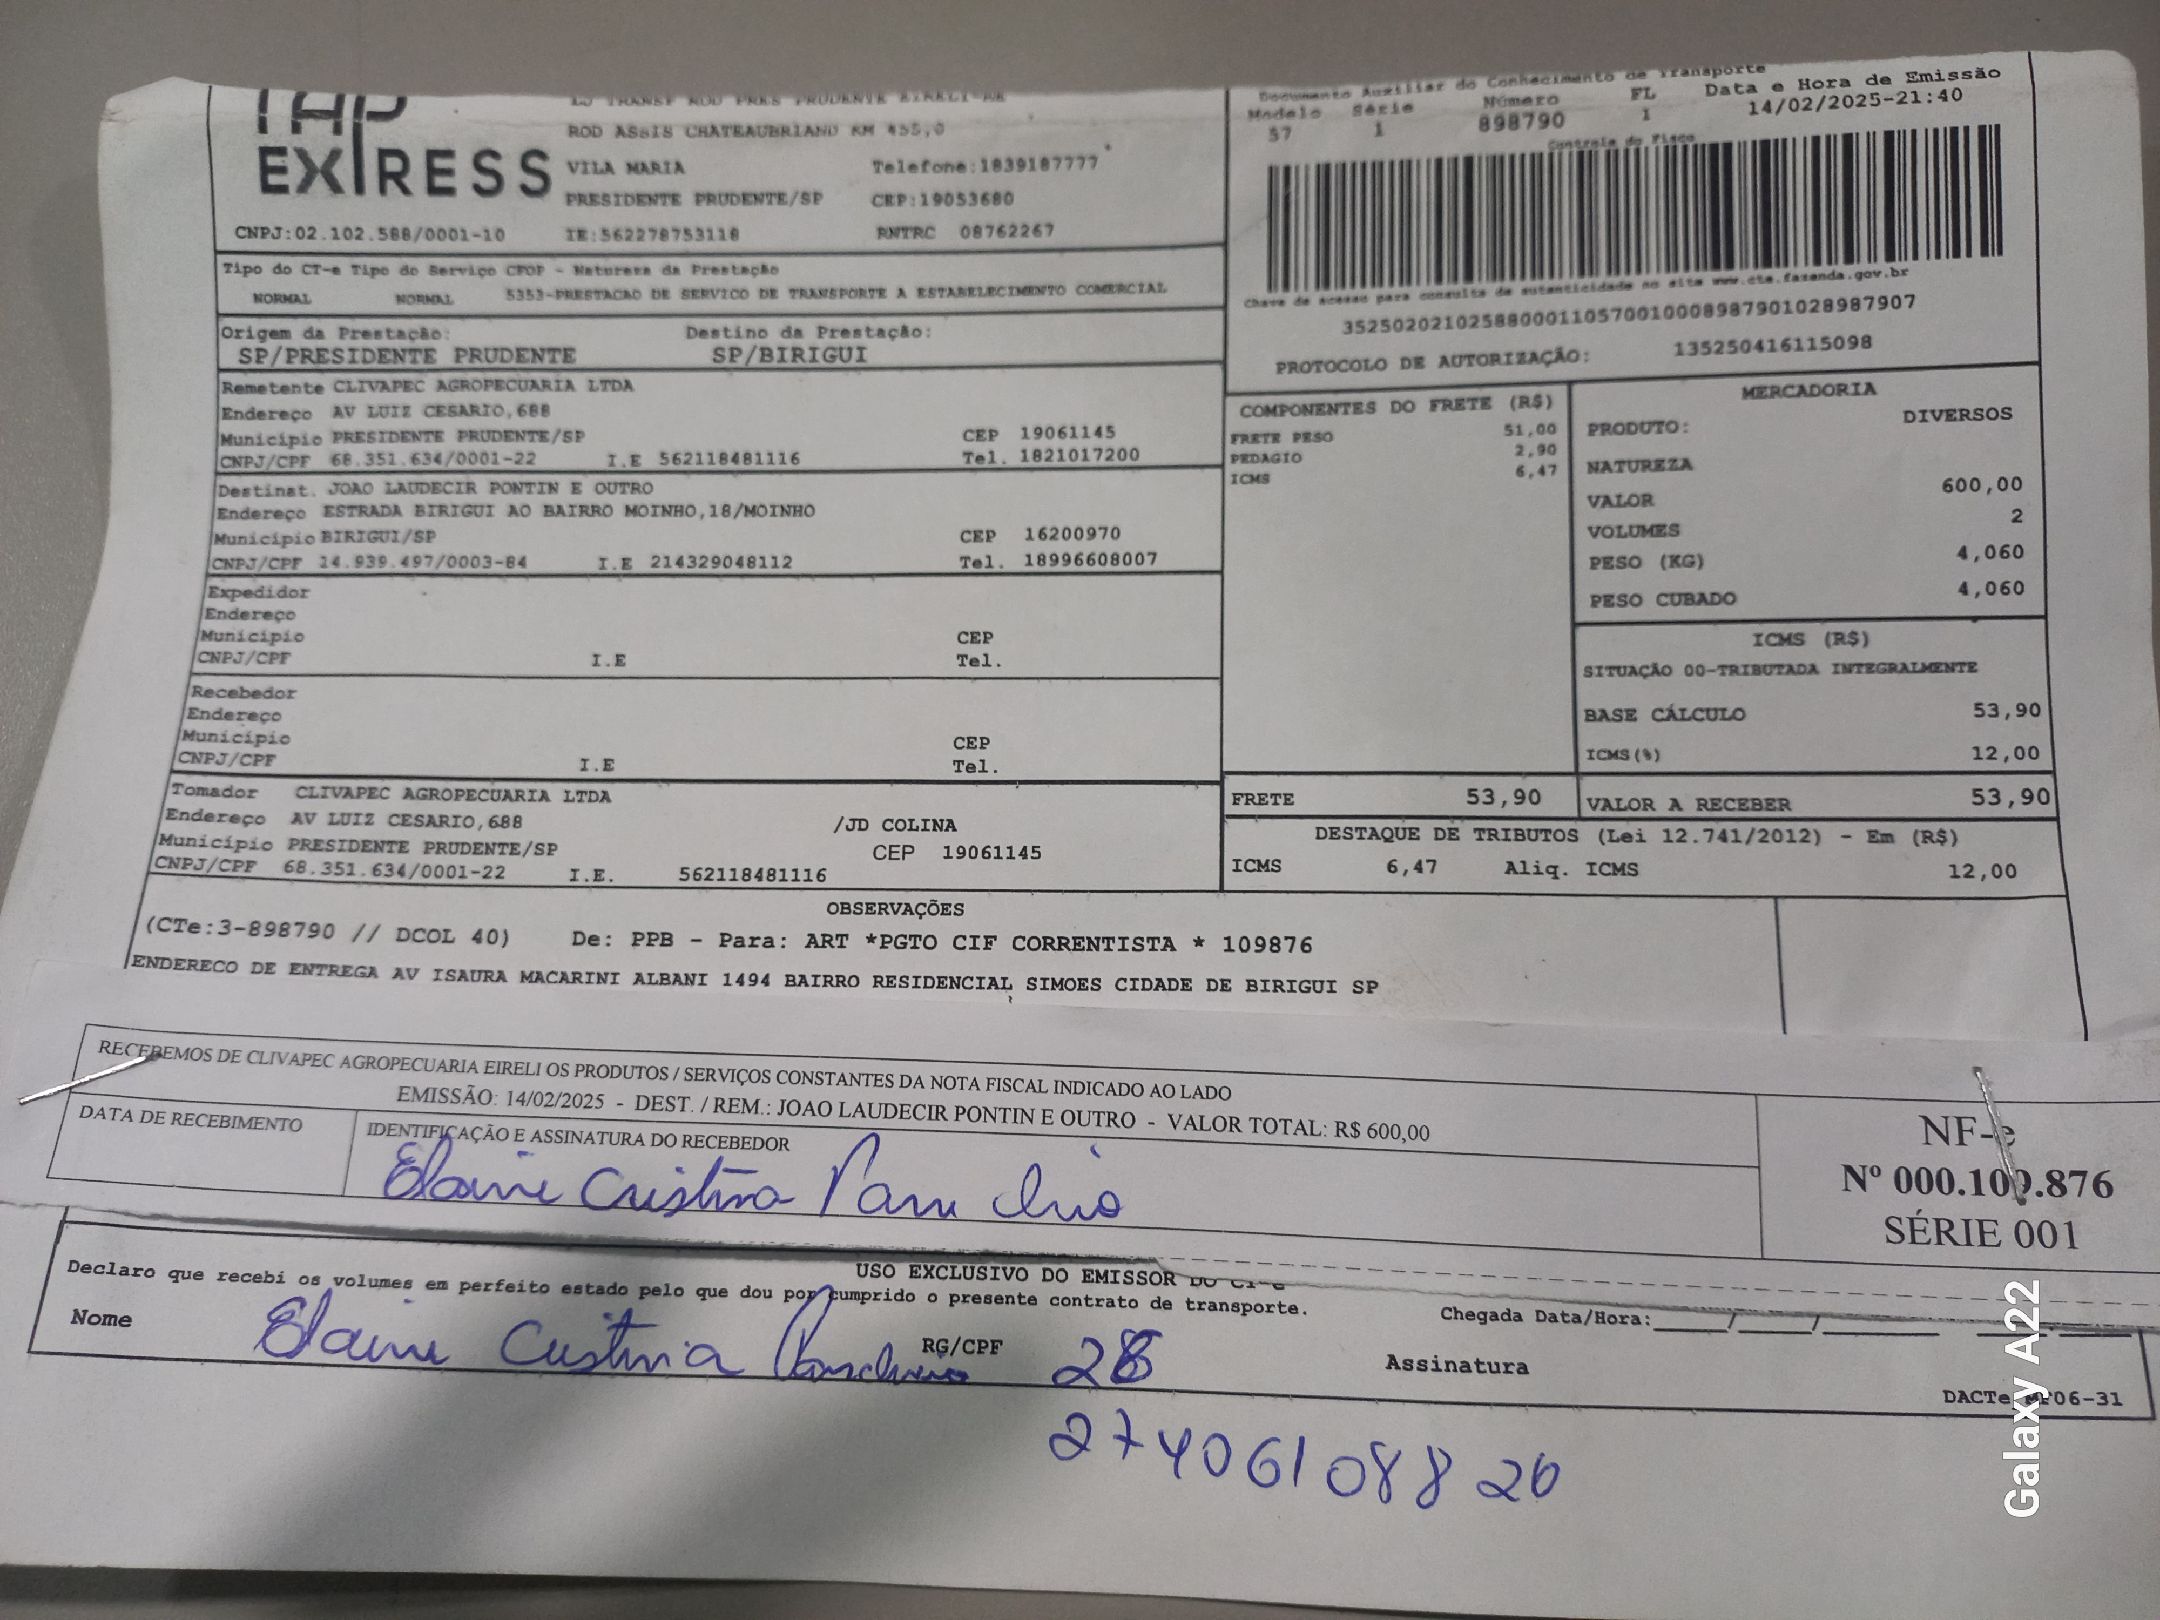 EXPRESS
ROD ASSIS CHATEAUBRIAND KM 455,0
VILA MARIA Telefone:1839187777
PRESIDENTE PRUDENTE/SP CEP:19053680
CNPJ:02.102.588/0001-10 IE:562278753118 RNTRC 08762267
Documento Auxiliar do Conhecimento de Transporte
Modelo Série Número FL Data e Hora de Emissão
57 1 898790 1 14/02/2025-21:40
Controle do Fisco
Chave de acesso para consulta de autenticidade no site www.cte.fazenda.gov.br
35250202102588000110570010008987901028987907
PROTOCOLO DE AUTORIZAÇÃO: 135250416115098
Tipo do CT-e Tipo do Serviço CFOP - Natureza da Prestação
NORMAL NORMAL 5353-PRESTACAO DE SERVICO DE TRANSPORTE A ESTABELECIMENTO COMERCIAL
Origem da Prestação: Destino da Prestação:
SP/PRESIDENTE PRUDENTE SP/BIRIGUI
Remetente CLIVAPEC AGROPECUARIA LTDA
Endereço AV LUIZ CESARIO,688
Município PRESIDENTE PRUDENTE/SP CEP 19061145
CNPJ/CPF 68.351.634/0001-22 I.E 562118481116 Tel. 1821017200
Destinat. JOAO LAUDECIR PONTIN E OUTRO
Endereço ESTRADA BIRIGUI AO BAIRRO MOINHO,18/MOINHO
Município BIRIGUI/SP CEP 16200970
CNPJ/CPF 14.939.497/0003-84 I.E 214329048112 Tel. 18996608007
Expedidor
Endereço
Município CEP
CNPJ/CPF I.E Tel.
Recebedor
Endereço
Município CEP
CNPJ/CPF I.E Tel.
Tomador CLIVAPEC AGROPECUARIA LTDA
Endereço AV LUIZ CESARIO,688 /JD COLINA
Município PRESIDENTE PRUDENTE/SP CEP 19061145
CNPJ/CPF 68.351.634/0001-22 I.E. 562118481116
COMPONENTES DO FRETE (R$)
FRETE PESO 51,00
PEDAGIO 2,90
ICMS 6,47
MERCADORIA
PRODUTO: DIVERSOS
NATUREZA
VALOR 600,00
VOLUMES 2
PESO (KG) 4,060
PESO CUBADO 4,060
ICMS (R$)
SITUAÇÃO 00-TRIBUTADA INTEGRALMENTE
BASE CÁLCULO 53,90
ICMS(%) 12,00
FRETE 53,90 VALOR A RECEBER 53,90
DESTAQUE DE TRIBUTOS (Lei 12.741/2012) - Em (R$)
ICMS 6,47 Aliq. ICMS 12,00
OBSERVAÇÕES
(CTe:3-898790 // DCOL 40) De: PPB - Para: ART *PGTO CIF CORRENTISTA * 109876
ENDERECO DE ENTREGA AV ISAURA MACARINI ALBANI 1494 BAIRRO RESIDENCIAL SIMOES CIDADE DE BIRIGUI SP
RECEBEMOS DE CLIVAPEC AGROPECUARIA EIRELI OS PRODUTOS / SERVIÇOS CONSTANTES DA NOTA FISCAL INDICADO AO LADO
EMISSÃO: 14/02/2025 - DEST. / REM.: JOAO LAUDECIR PONTIN E OUTRO - VALOR TOTAL: R$ 600,00
DATA DE RECEBIMENTO IDENTIFICAÇÃO E ASSINATURA DO RECEBEDOR
Elaine Cristina
NF-e
Nº 000.109.876
SÉRIE 001
USO EXCLUSIVO DO EMISSOR DO CT-e
Declaro que recebi os volumes em perfeito estado pelo que dou por cumprido o presente contrato de transporte.
Chegada Data/Hora:____/____/______
Nome Elaine Cristina RG/CPF Assinatura
DACTe
27406108820
Galaxy A22